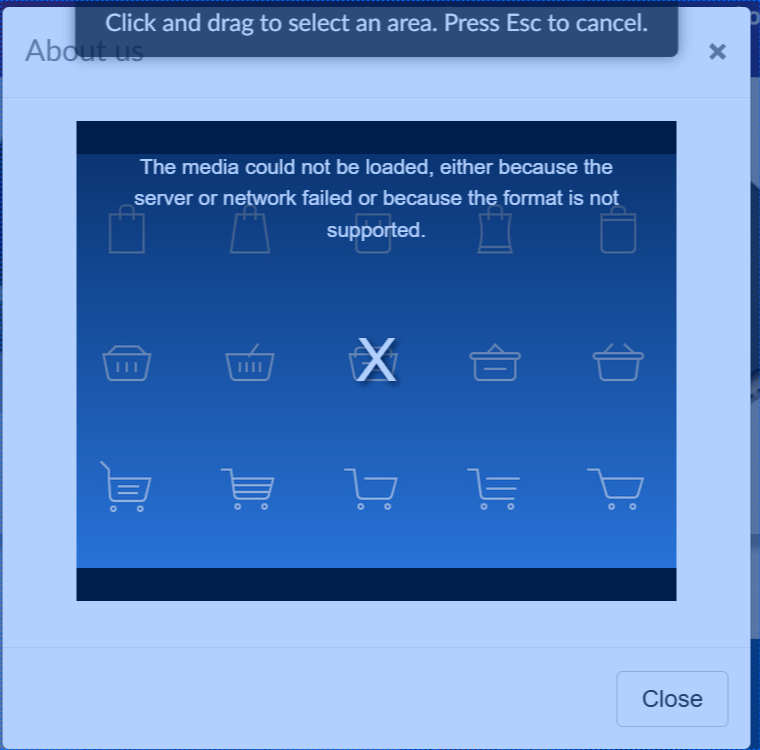 Click and drag to select an area. Press Esc to cancel.
About us
×
The media could not be loaded, either because the
server or network failed or because the format is not
supported.
X
Close